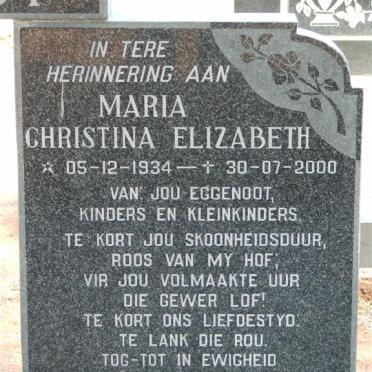 IN TERE
HERINNERING AAN
MARIA
CHRISTINA ELIZABETH
☆ 05-12-1934 — ✝ 30-07-2000
VAN JOU EGGENOOT,
KINDERS EN KLEINKINDERS.
TE KORT JOU SKOONHEIDSDUUR,
ROOS VAN MY HOF;
VIR JOU VOLMAAKTE UUR
DIE GEWER LOF!
TE KORT ONS LIEFDESTYD:
TE LANK DIE ROU.
TOG-TOT IN EWIGHEID